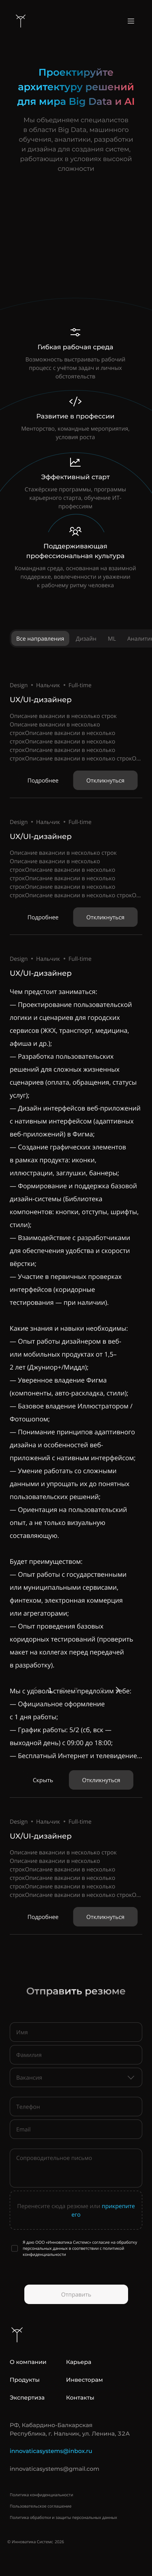 Проектируйте
архитектуру решений
для мира Big Data и AI
Мы объединяем специалистов
в области Big Data, машинного
обучения, аналитики, разработки
и дизайна для создания систем,
работающих в условиях высокой
сложности
Гибкая рабочая среда
Возможность выстраивать рабочий
процесс с учётом задач и личных
обстоятельств
Развитие в профессии
Менторство, командные мероприятия,
условия роста
Эффективный старт
Стажёрские программы, программы
карьерного старта, обучение ИТ-
профессиям
Поддерживающая
профессиональная культура
Командная среда, основанная на взаимной
поддержке, вовлеченности и уважении
к рабочему ритму человека
Все направления Дизайн ML
Design • Нальчик • Full-time
UX/UI-дизайнер
Описание вакансии в несколько строк
Описание вакансии в несколько
строкОписание вакансии в несколько
строкОписание вакансии в несколько
строкОписание вакансии в несколько
строкОписание вакансии в несколько строкО...
Подробнее Откликнуться
Design • Нальчик • Full-time
UX/UI-дизайнер
Описание вакансии в несколько строк
Описание вакансии в несколько
строкОписание вакансии в несколько
строкОписание вакансии в несколько
строкОписание вакансии в несколько
строкОписание вакансии в несколько строкО...
Подробнее Откликнуться
Design • Нальчик • Full-time
UX/UI-дизайнер
Чем предстоит заниматься:
— Проектирование пользовательской
логики и сценариев для городских
сервисов (ЖКХ, транспорт, медицина,
афиша и др.);
— Разработка пользовательских
решений для сложных жизненных
сценариев (оплата, обращения, статусы
услуг);
— Дизайн интерфейсов веб-приложений
с нативным интерфейсом (адаптивных
веб-приложений) в Фигма;
— Создание графических элементов
в рамках продукта: иконки,
иллюстрации, заглушки, баннеры;
— Формирование и поддержка базовой
дизайн-системы (библиотека
компонентов: кнопки, отступы, шрифты,
стили);
— Взаимодействие с разработчиками
для обеспечения удобства и скорости
вёрстки;
— Участие в первичных проверках
интерфейсов (коридорные
тестирования — при наличии).
Какие знания и навыки необходимы:
— Опыт работы дизайнером в веб-
или мобильных продуктах от 1,5–
2 лет (Джуниор+/Миддл);
— Уверенное владение Фигма
(компоненты, авто-раскладка, стили);
— Базовое владение Иллюстратором /
Фотошопом;
— Понимание принципов адаптивного
дизайна и особенностей веб-
приложений с нативным интерфейсом;
— Умение работать со сложными
данными и упрощать их до понятных
пользовательских решений;
— Ориентация на пользовательский
опыт, а не только визуальную
составляющую.
Будет преимуществом:
— Опыт работы с государственными
или муниципальными сервисами,
финтехом, электронная коммерция
или агрегаторами;
— Опыт проведения базовых
коридорных тестирований (проверить
макет на коллегах перед передачей
в разработку).
Мы с удовольствием предложим тебе:
— Официальное оформление
с 1 дня работы;
— График работы: 5/2 (сб, вск —
выходной день) с 09:00 до 18:00;
— Бесплатный Интернет и телевидение...
Скрыть Откликнуться
Design • Нальчик • Full-time
UX/UI-дизайнер
Описание вакансии в несколько строк
Описание вакансии в несколько
строкОписание вакансии в несколько
строкОписание вакансии в несколько
строкОписание вакансии в несколько
строкОписание вакансии в несколько строкО...
Подробнее Откликнуться
Отправить резюме
Имя
Фамилия
Вакансия
Телефон
Email
Сопроводительное письмо
Перенесите сюда резюме или прикрепите
его
Я даю ООО «Инноватика Системс» согласие на обработку
персональных данных в соответствии с политикой
конфиденциальности
Отправить
О компании Карьера
Продукты Инвесторам
Экспертиза Контакты
РФ, Кабардино-Балкарская
Республика, г. Нальчик, ул. Ленина, 32А
innovaticasystems@inbox.ru
innovaticasystems@gmail.com
Политика конфиденциальности
Пользовательское соглашение
Политика обработки и защиты персональных данных
© Инноватика Системс 2026